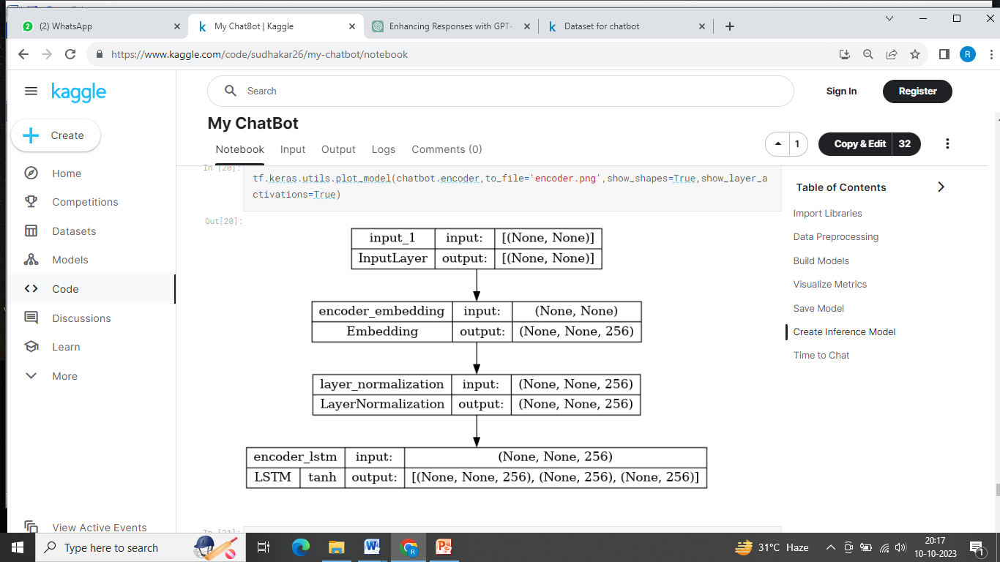 (2) WhatsApp
My ChatBot | Kaggle
Enhancing Responses with GPT-
Dataset for chatbot
https://www.kaggle.com/code/sudhakar26/my-chatbot/notebook
R
kaggle
Search
Sign In
Register
Create
My ChatBot
1
Copy & Edit 32
Notebook
Input
Output
Logs
Comments (0)
Home
Competitions
Datasets
Models
Code
Discussions
Learn
More
View Active Events
In [20]:
tf.keras.utils.plot_model(chatbot.encoder,to_file='encoder.png',show_shapes=True,show_layer_a
ctivations=True)
Out[20]:
input_1 input: [(None, None)]
InputLayer output: [(None, None)]
encoder_embedding input: (None, None)
Embedding output: (None, None, 256)
layer_normalization input: (None, None, 256)
LayerNormalization output: (None, None, 256)
encoder_lstm input: (None, None, 256)
LSTM tanh output: [(None, None, 256), (None, 256), (None, 256)]
In [21]:
Table of Contents
Import Libraries
Data Preprocessing
Build Models
Visualize Metrics
Save Model
Create Inference Model
Time to Chat
Type here to search
31°C Haze
20:17
10-10-2023
1